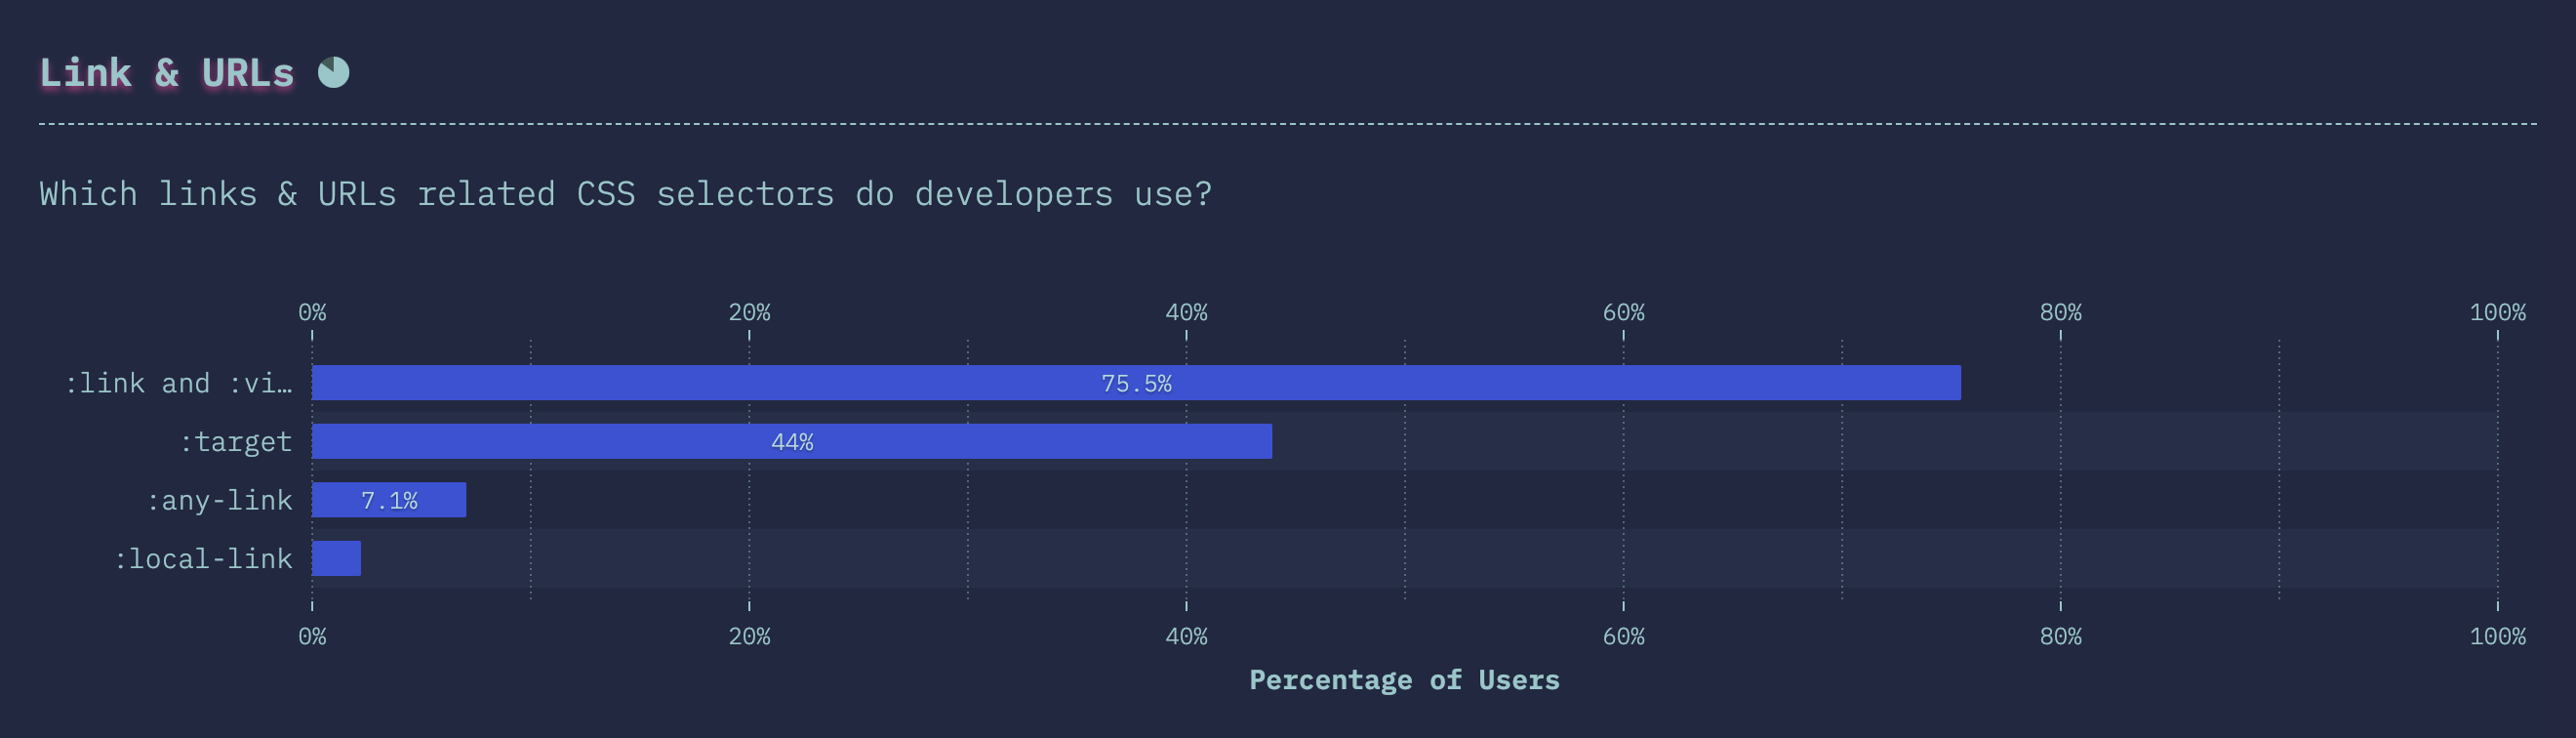 Link & URLs
Which links & URLs related CSS selectors do developers use?
0% 20% 40% 60% 80% 100%
:link and :vi… 75.5%
:target 44%
:any-link 7.1%
:local-link
0% 20% 40% 60% 80% 100%
Percentage of Users